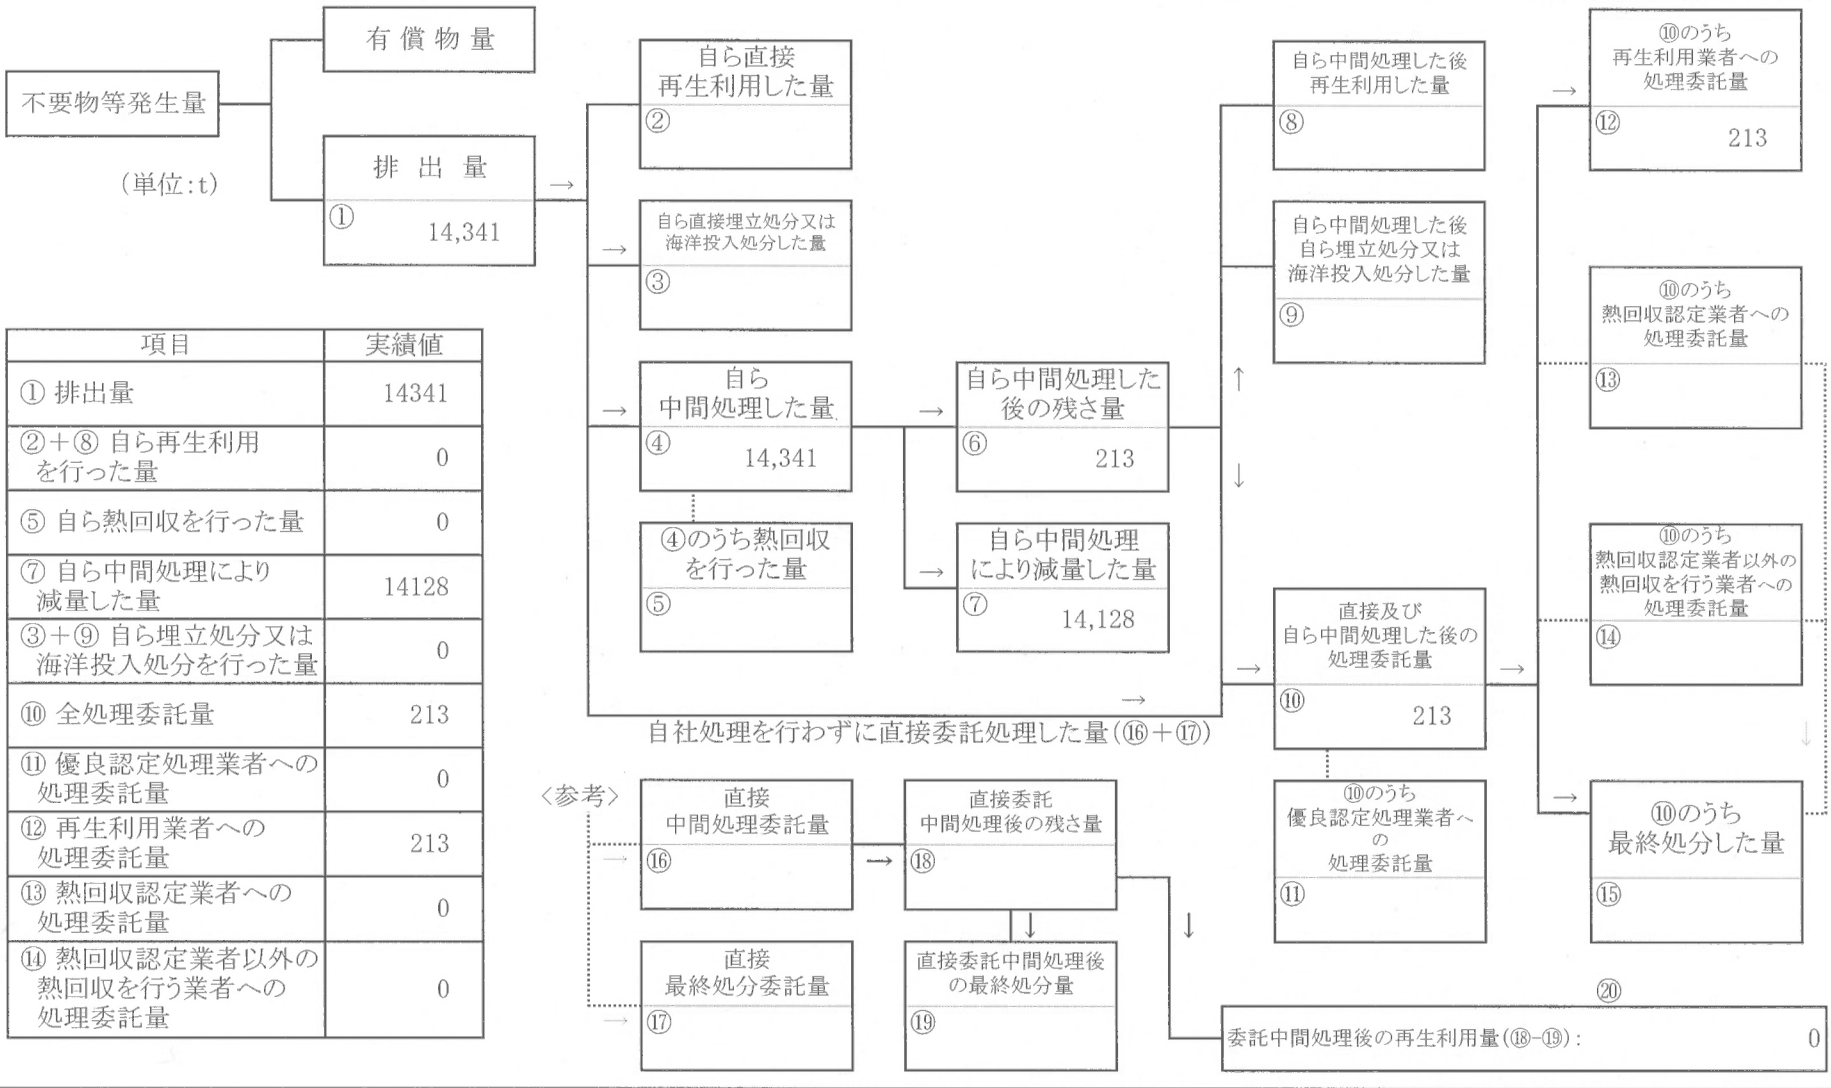 不要物等発生量
(単位:t)
有償物量
排出量
①
14,341
自ら直接
再生利用した量
②
自ら直接埋立処分又は
海洋投入処分した量
③
自ら
中間処理した量
④
14,341
④のうち熱回収
を行った量
⑤
自ら中間処理した
後の残さ量
⑥
213
自ら中間処理
により減量した量
⑦
14,128
自ら中間処理した後
再生利用した量
⑧
自ら中間処理した後
自ら埋立処分又は
海洋投入処分した量
⑨
直接及び
自ら中間処理した後の
処理委託量
⑩
213
⑩のうち
優良認定処理業者へ
の
処理委託量
⑪
⑩のうち
再生利用業者への
処理委託量
⑫
213
⑩のうち
熱回収認定業者への
処理委託量
⑬
⑩のうち
熱回収認定業者以外の
熱回収を行う業者への
処理委託量
⑭
⑩のうち
最終処分した量
⑮
自社処理を行わずに直接委託処理した量(⑯+⑰)
<参考>
直接
中間処理委託量
⑯
直接
最終処分委託量
⑰
直接委託
中間処理後の残さ量
⑱
直接委託中間処理後
の最終処分量
⑲
⑳
委託中間処理後の再生利用量(⑱-⑲): 0
項目 実績値
① 排出量 14341
②+⑧ 自ら再生利用
を行った量 0
⑤ 自ら熱回収を行った量 0
⑦ 自ら中間処理により
減量した量 14128
③+⑨ 自ら埋立処分又は
海洋投入処分を行った量 0
⑩ 全処理委託量 213
⑪ 優良認定処理業者への
処理委託量 0
⑫ 再生利用業者への
処理委託量 213
⑬ 熱回収認定業者への
処理委託量 0
⑭ 熱回収認定業者以外の
熱回収を行う業者への
処理委託量 0